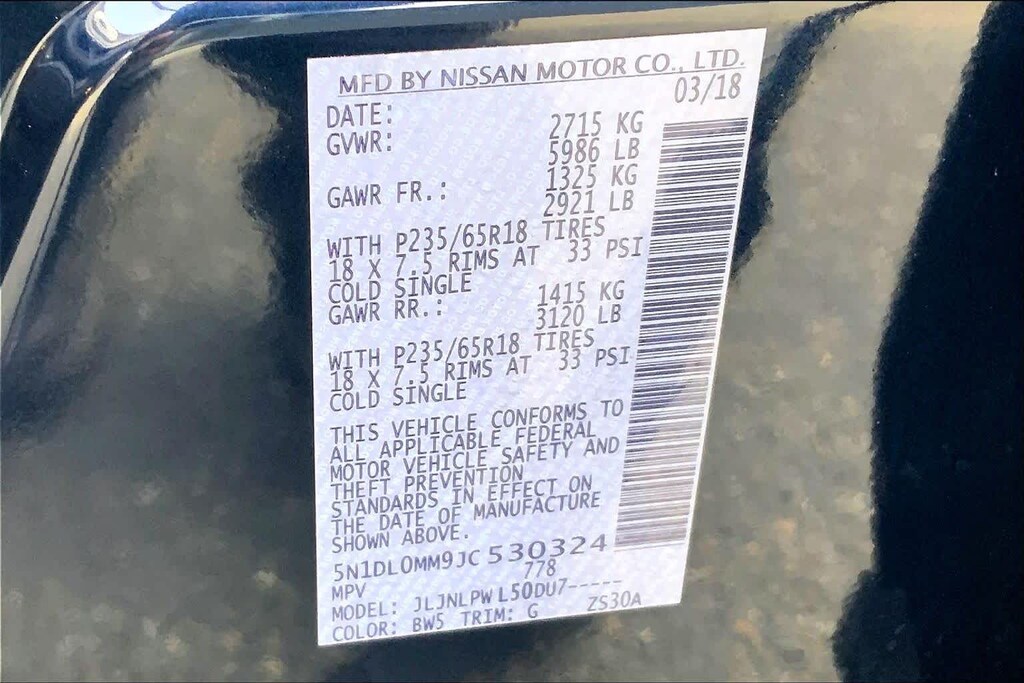 MFD BY NISSAN MOTOR CO., LTD.
DATE: 03/18
GVWR: 2715 KG
5986 LB
GAWR FR.: 1325 KG
2921 LB
WITH P235/65R18 TIRES
18 X 7.5 RIMS AT 33 PSI
COLD SINGLE
GAWR RR.: 1415 KG
3120 LB
WITH P235/65R18 TIRES
18 X 7.5 RIMS AT 33 PSI
COLD SINGLE
THIS VEHICLE CONFORMS TO
ALL APPLICABLE FEDERAL
MOTOR VEHICLE SAFETY AND
THEFT PREVENTION
STANDARDS IN EFFECT ON
THE DATE OF MANUFACTURE
SHOWN ABOVE.
5N1DL0MM9JC530324
MPV 778
MODEL: JLJNLPWL50DU7-----
COLOR: BW5 TRIM: G ZS30A